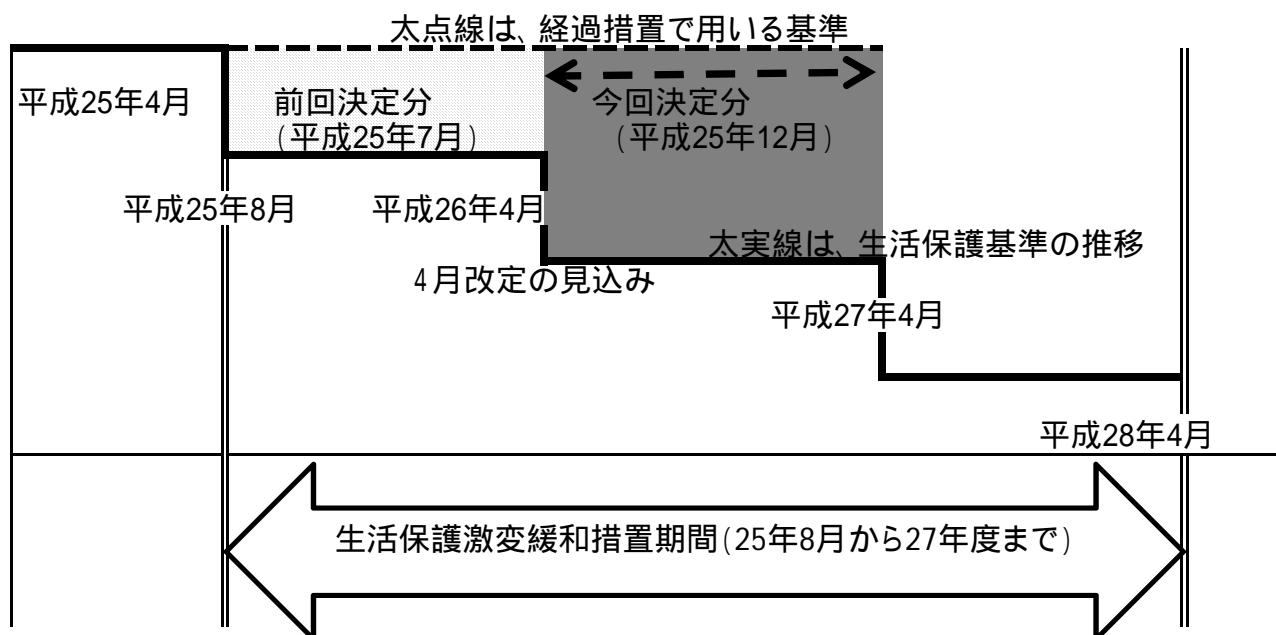 太点線は、経過措置で用いる基準
平成25年4月
前回決定分
(平成25年7月)
今回決定分
(平成25年12月)
平成25年8月
平成26年4月
太実線は、生活保護基準の推移
4月改定の見込み
平成27年4月
平成28年4月
生活保護激変緩和措置期間(25年8月から27年度まで)